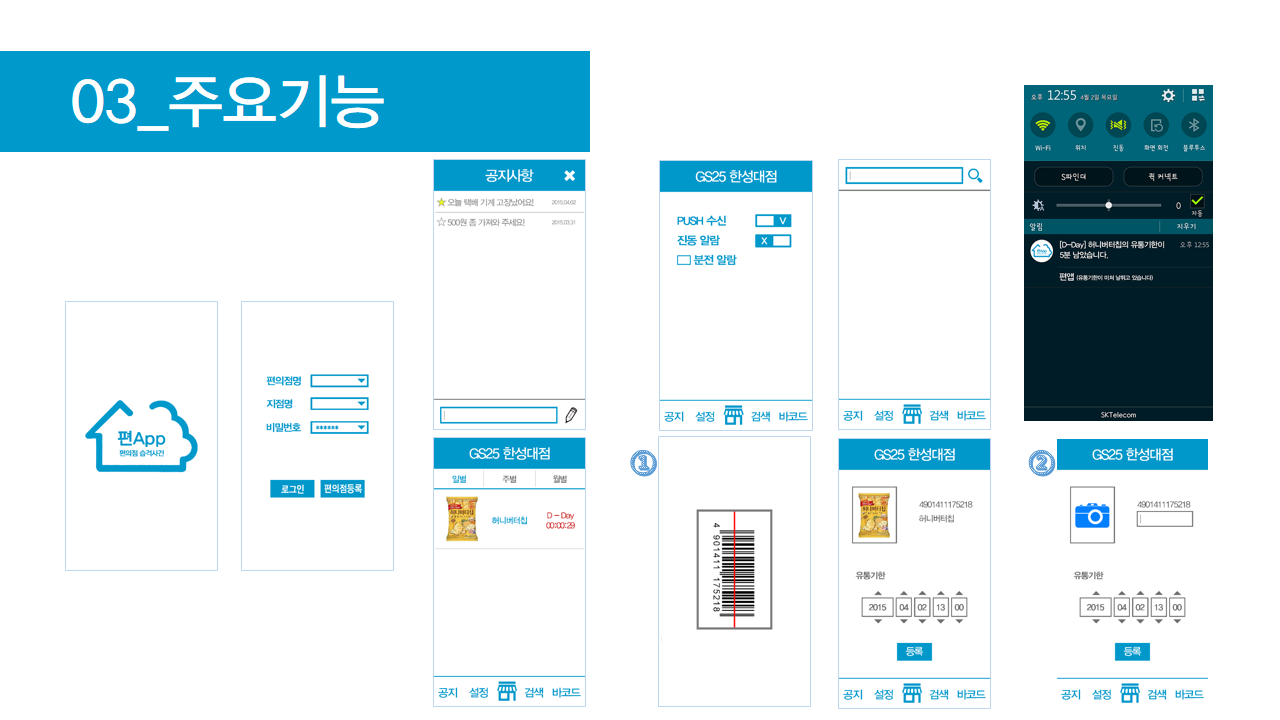 03_주요기능
편App
편의점 습격사건
편의점명
지점명
비밀번호 ******
로그인 편의점등록
공지사항
오늘 택배 기계 고장났어요! 2015.04.02
500원 좀 가져와 주세요! 2015.03.31
GS25 한성대점
일별 주별 월별
허니버터칩
D - Day
00:00:29
공지 설정 검색 바코드
GS25 한성대점
PUSH 수신 V
진동 알람 X
분전 알람
공지 설정 검색 바코드
공지 설정 검색 바코드
오후 12:55 4월 2일 목요일
Wi-Fi 위치 진동 화면 회전 블루투스
S파인더 퀵 커넥트
0 자동
알림 지우기
[D-Day] 허니버터칩의 유통기한이 오후 12:55
5분 남았습니다.
편앱 (유통기한이 미쳐 날뛰고 있습니다)
SKTelecom
①
4 901411 175218
GS25 한성대점
4901411175218
허니버터칩
유통기한
2015 04 02 13 00
등록
공지 설정 검색 바코드
②
GS25 한성대점
4901411175218
유통기한
2015 04 02 13 00
등록
공지 설정 검색 바코드